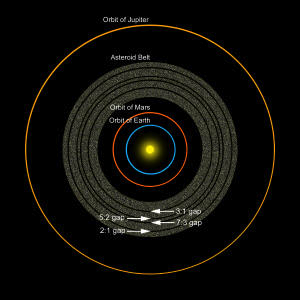 Orbit of Jupiter
Asteroid Belt
Orbit of Mars
Orbit of Earth
3:1 gap
5:2 gap
7:3 gap
2:1 gap